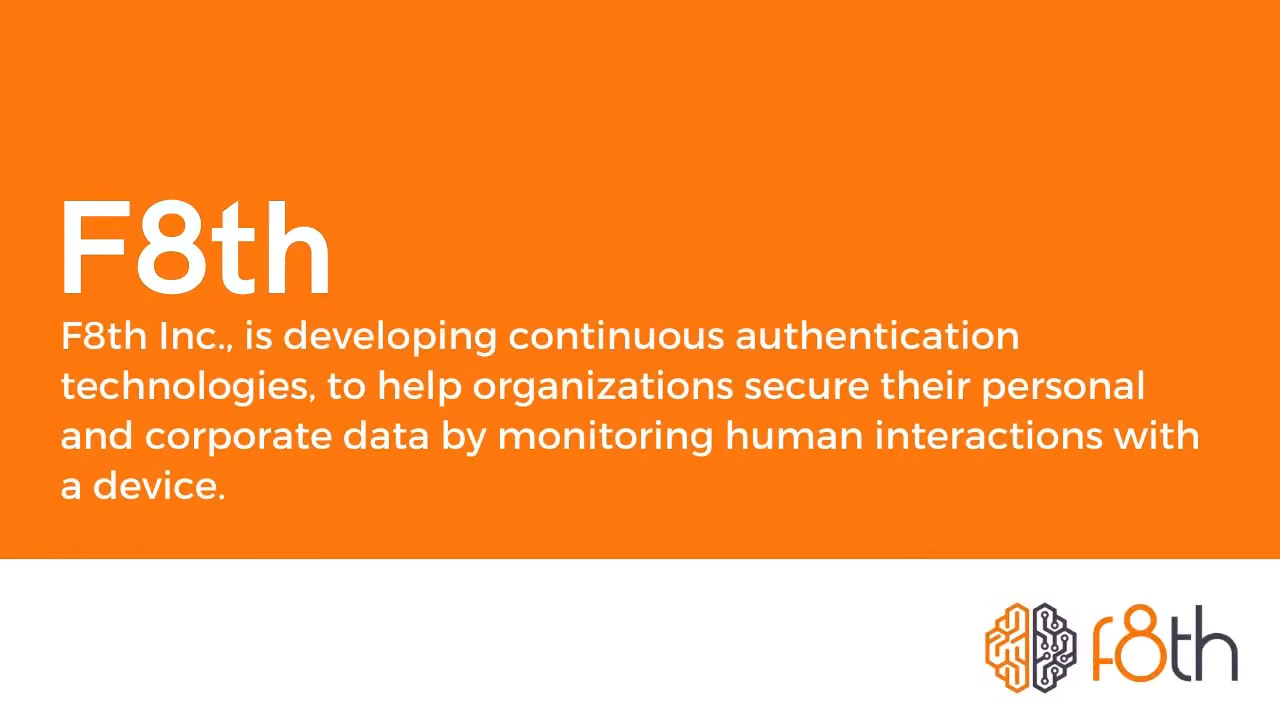 F8th
F8th Inc., is developing continuous authentication
technologies, to help organizations secure their personal
and corporate data by monitoring human interactions with
a device.
f8th